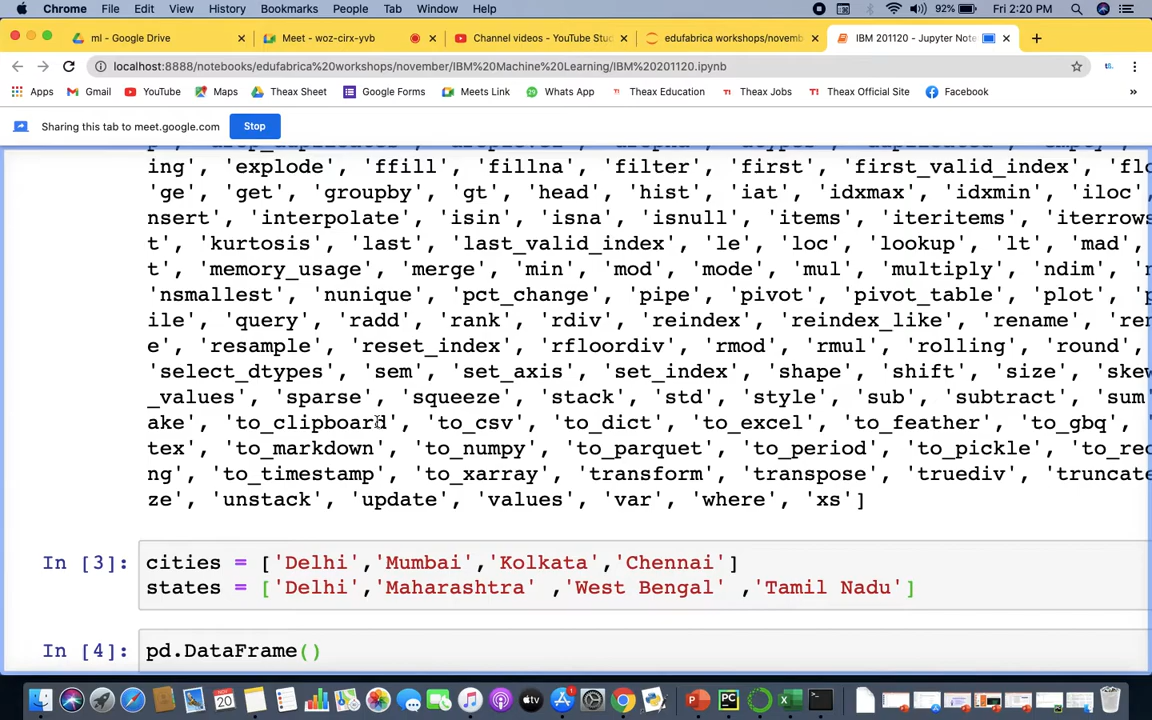 Chrome File Edit View History Bookmarks People Tab Window Help 92% Fri 2:20 PM
ml - Google Drive Meet - woz-cirx-yvb Channel videos - YouTube Stu edufabrica workshops/novemb IBM 201120 - Jupyter Note
localhost:8888/notebooks/edufabrica%20workshops/november/IBM%20Machine%20Learning/IBM%20201120.ipynb
Apps Gmail YouTube Maps Theax Sheet Google Forms Meets Link Whats App Theax Education Theax Jobs Theax Official Site Facebook »
Sharing this tab to meet.google.com Stop
ing', 'explode', 'ffill', 'fillna', 'filter', 'first', 'first_valid_index', 'flo
'ge', 'get', 'groupby', 'gt', 'head', 'hist', 'iat', 'idxmax', 'idxmin', 'iloc'
nsert', 'interpolate', 'isin', 'isna', 'isnull', 'items', 'iteritems', 'iterrows
t', 'kurtosis', 'last', 'last_valid_index', 'le', 'loc', 'lookup', 'lt', 'mad',
t', 'memory_usage', 'merge', 'min', 'mod', 'mode', 'mul', 'multiply', 'ndim', 'n
'nsmallest', 'nunique', 'pct_change', 'pipe', 'pivot', 'pivot_table', 'plot', 'p
ile', 'query', 'radd', 'rank', 'rdiv', 'reindex', 'reindex_like', 'rename', 'ren
e', 'resample', 'reset_index', 'rfloordiv', 'rmod', 'rmul', 'rolling', 'round',
'select_dtypes', 'sem', 'set_axis', 'set_index', 'shape', 'shift', 'size', 'skew
_values', 'sparse', 'squeeze', 'stack', 'std', 'style', 'sub', 'subtract', 'sum
ake', 'to_clipboard', 'to_csv', 'to_dict', 'to_excel', 'to_feather', 'to_gbq',
tex', 'to_markdown', 'to_numpy', 'to_parquet', 'to_period', 'to_pickle', 'to_rec
ng', 'to_timestamp', 'to_xarray', 'transform', 'transpose', 'truediv', 'truncate
ze', 'unstack', 'update', 'values', 'var', 'where', 'xs']
In [3]: cities = ['Delhi','Mumbai','Kolkata','Chennai']
states = ['Delhi','Maharashtra' ,'West Bengal' ,'Tamil Nadu']
In [4]: pd.DataFrame()